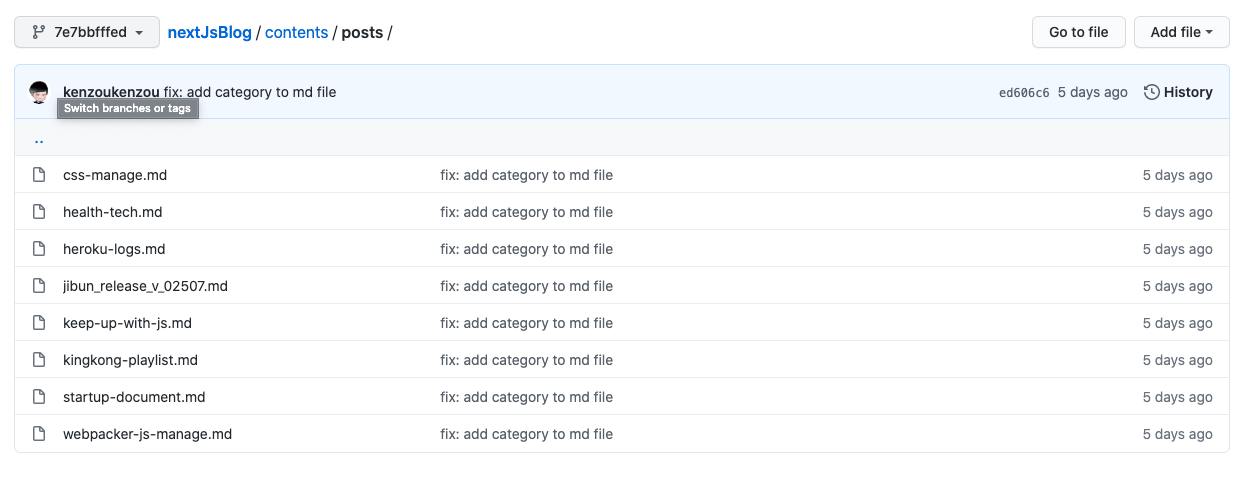 7e7bbfffed nextJsBlog / contents / posts / Go to file Add file
kenzoukenzou fix: add category to md file ed606c6 5 days ago History
Switch branches or tags
..
css-manage.md fix: add category to md file 5 days ago
health-tech.md fix: add category to md file 5 days ago
heroku-logs.md fix: add category to md file 5 days ago
jibun_release_v_02507.md fix: add category to md file 5 days ago
keep-up-with-js.md fix: add category to md file 5 days ago
kingkong-playlist.md fix: add category to md file 5 days ago
startup-document.md fix: add category to md file 5 days ago
webpacker-js-manage.md fix: add category to md file 5 days ago